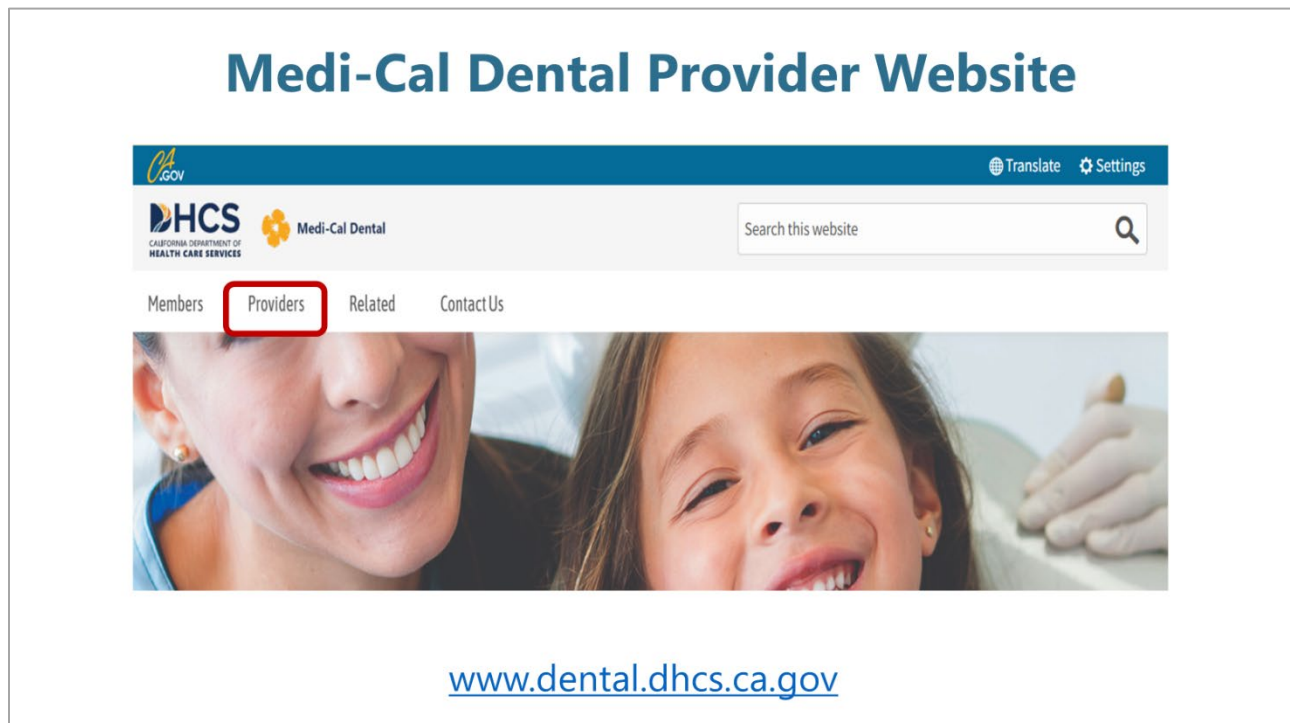 Medi-Cal Dental Provider Website
CA
.GOV
Translate
Settings
DHCS
CALIFORNIA DEPARTMENT OF
HEALTH CARE SERVICES
Medi-Cal Dental
Search this website
Members
Providers
Related
Contact Us
www.dental.dhcs.ca.gov